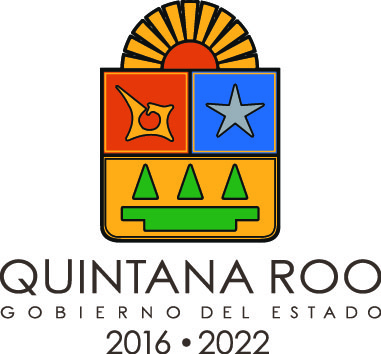 QUINTANA ROO
GOBIERNO DEL ESTADO
2016 • 2022